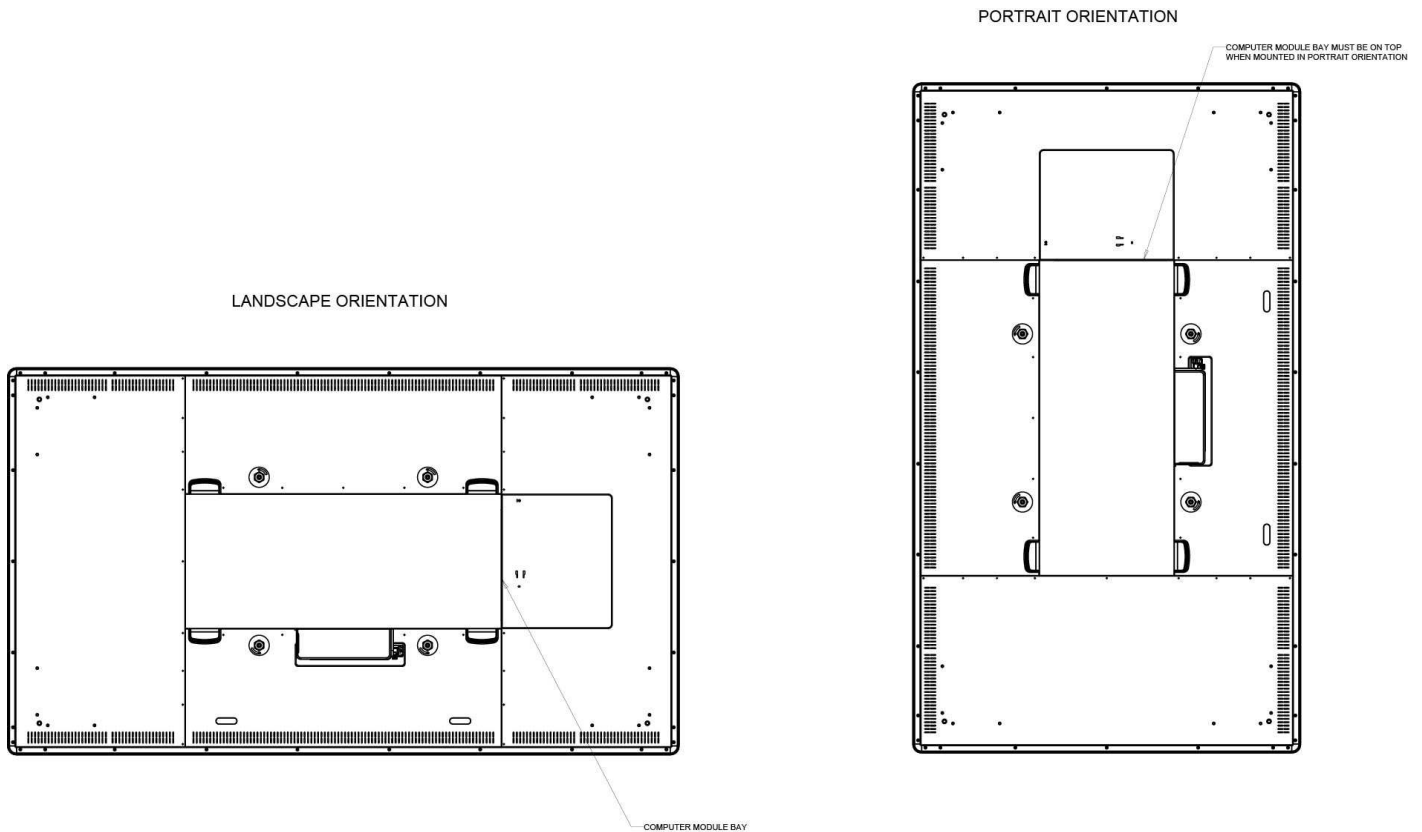 PORTRAIT ORIENTATION
COMPUTER MODULE BAY MUST BE ON TOP
WHEN MOUNTED IN PORTRAIT ORIENTATION
LANDSCAPE ORIENTATION
COMPUTER MODULE BAY